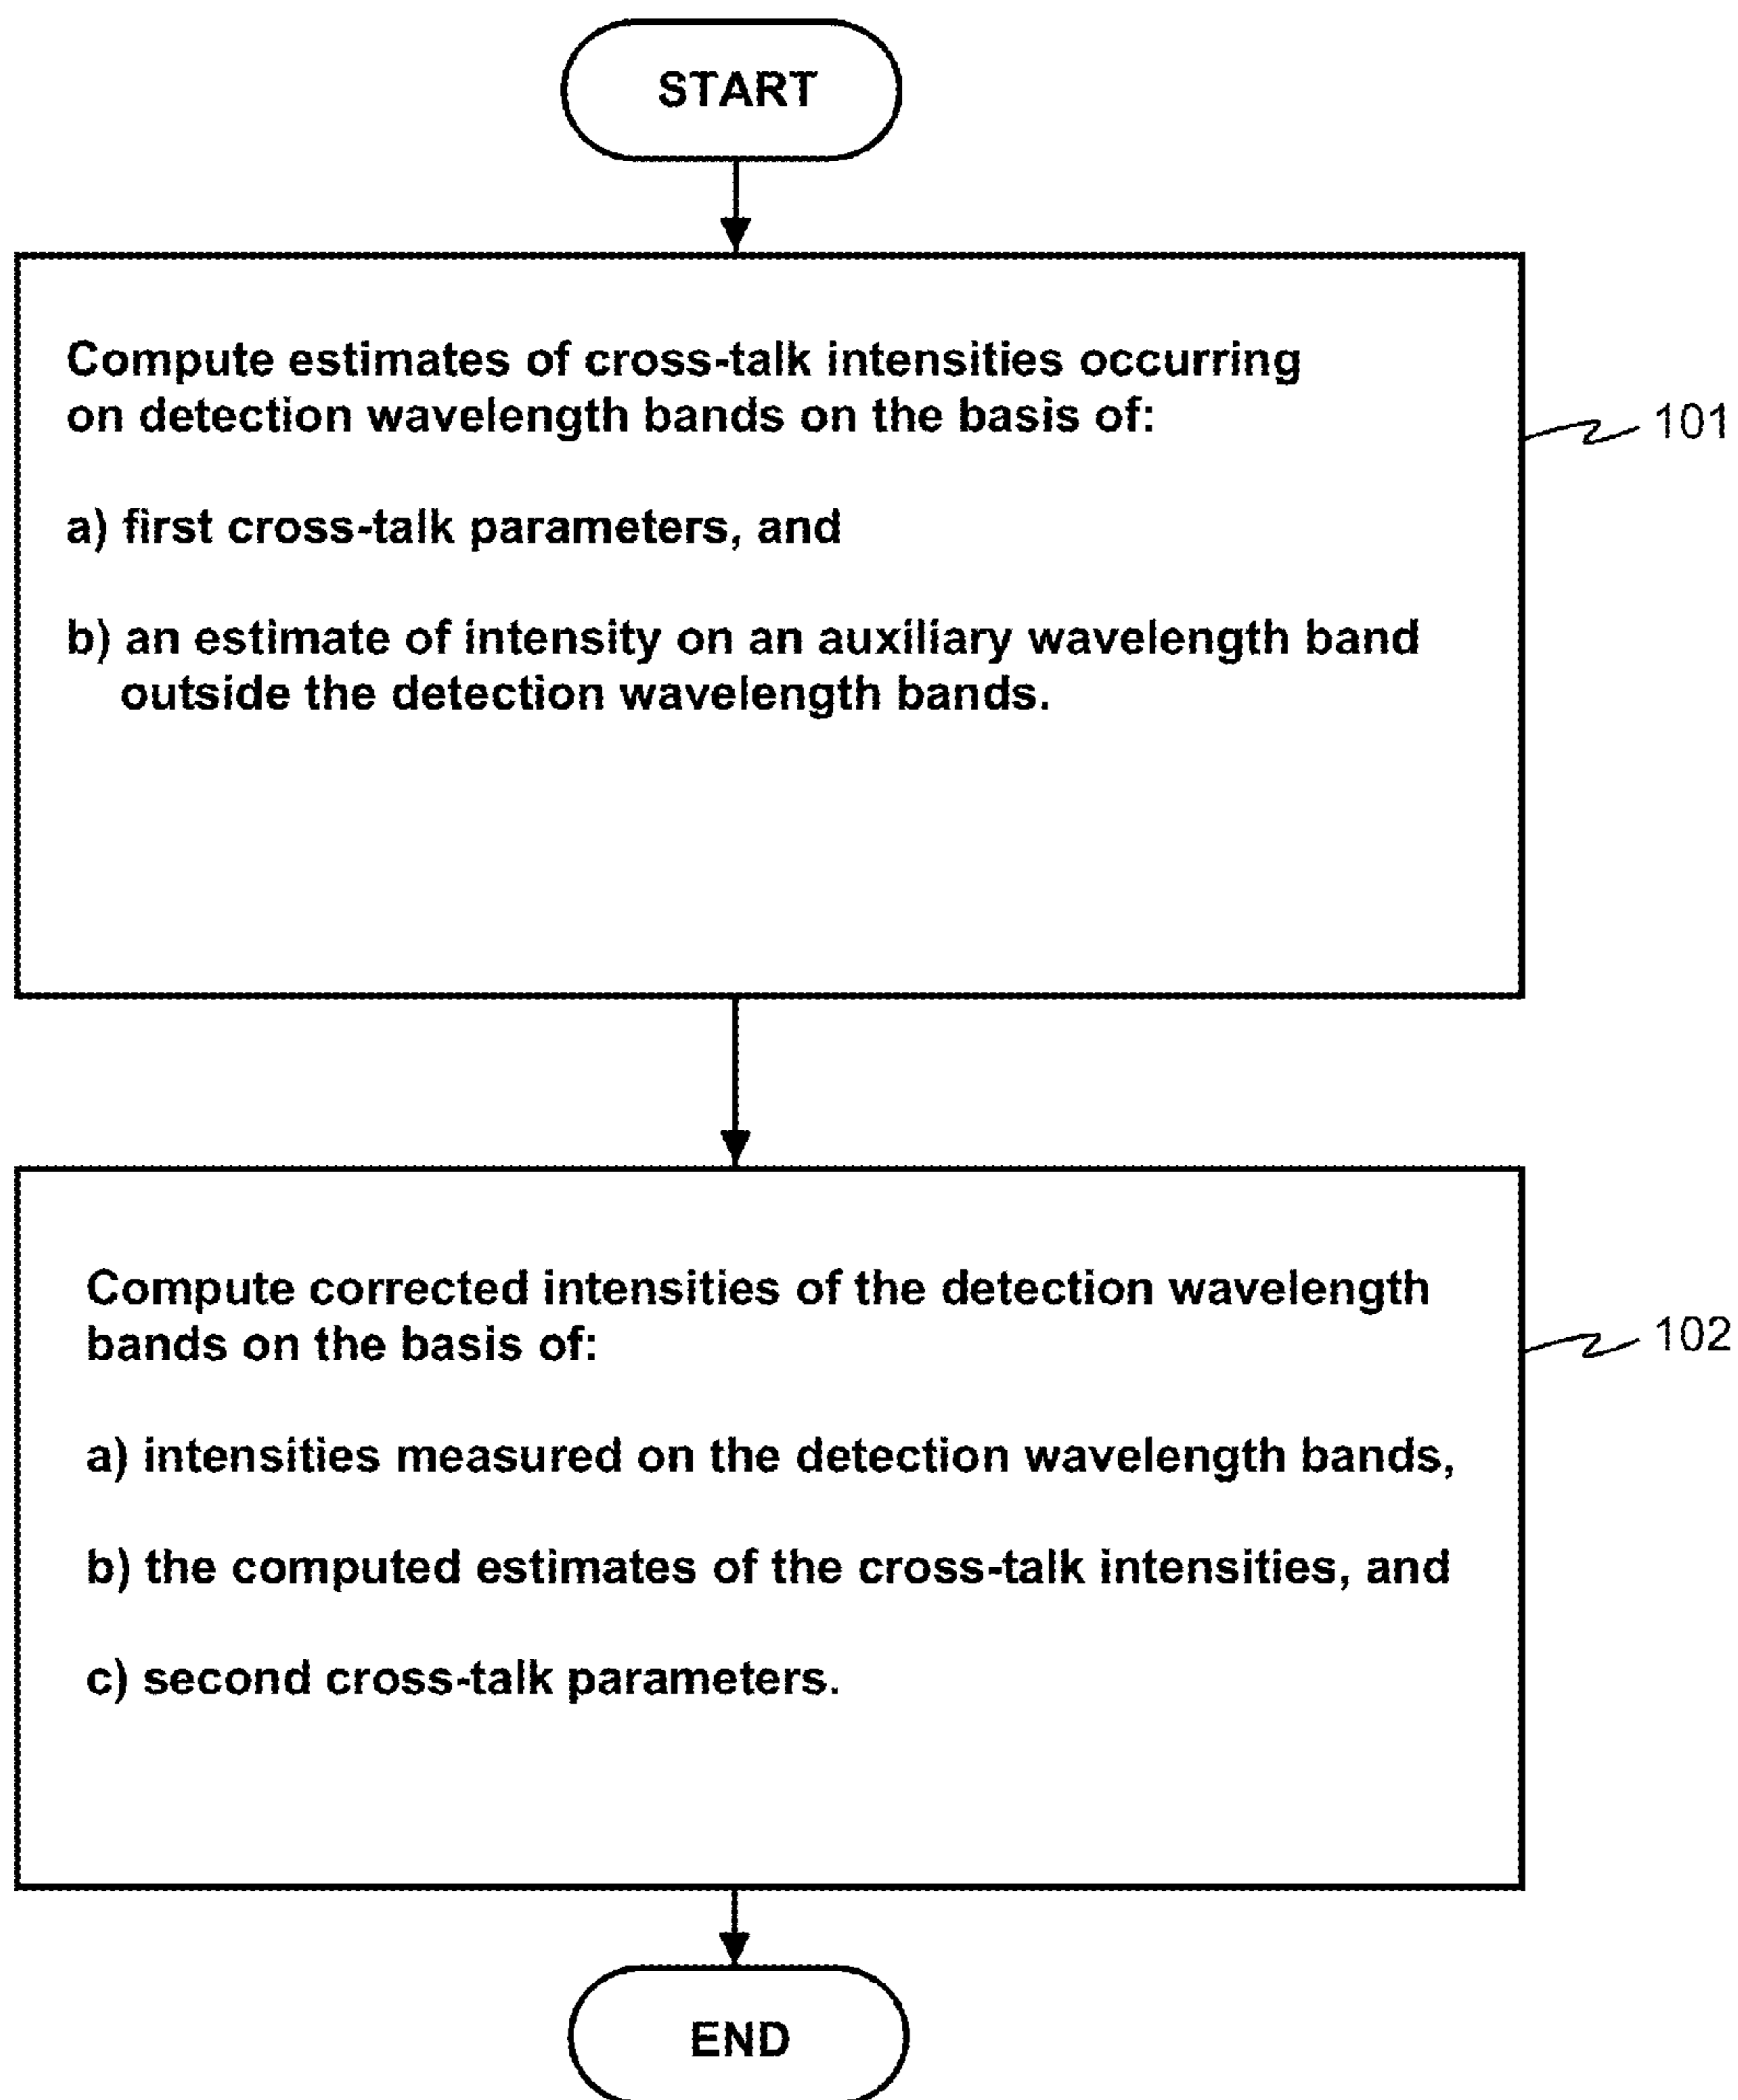 START
Compute estimates of cross-talk intensities occurring
on detection wavelength bands on the basis of:
a) first cross-talk parameters, and
b) an estimate of intensity on an auxiliary wavelength band
outside the detection wavelength bands.
101
Compute corrected intensities of the detection wavelength
bands on the basis of:
a) intensities measured on the detection wavelength bands,
b) the computed estimates of the cross-talk intensities, and
c) second cross-talk parameters.
102
END